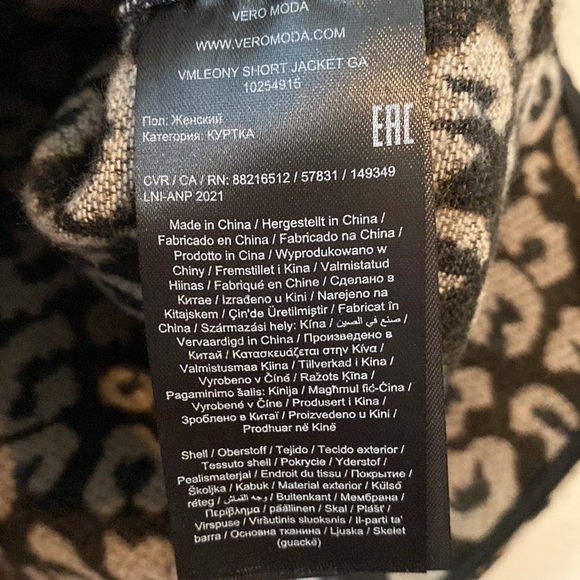 VERO MODA
WWW.VEROMODA.COM
VMLEONY SHORT JACKET GA
10254915
Пол: Женский
Категория: КУРТКА
EAC
CVR / CA / RN: 88216512 / 57831 / 149349
LNI-ANP 2021
Made in China / Hergestellt in China /
Fabricado en China / Fabricado na China /
Prodotto in Cina / Wyprodukowano w
Chiny / Fremstillet i Kina / Valmistatud
Hiinas / Fabriqué en Chine / Сделано в
Китае / Izrađeno u Kini / Narejeno na
Kitajskem / Çin'de Üretilmektedir / Fabricat în
China / Származási hely: Kína / صنع في الصين /
Vervaardigd in China / Произведено в
Китай / Κατασκευάζεται στην Κίνα /
Valmistusmaa Kiina / Tillverkad i Kina /
Vyrobeno v Číně / Ražots Ķīna /
Pagaminimo šalis: Kinija / Magħmul fiċ-Ċina /
Vyrobené v Číne / Produsert i Kina /
Зроблено в Китаї / Proizvedeno u Kini /
Prodhuar në Kinë
Shell / Oberstoff / Tejido / Tecido exterior /
Tessuto shell / Pokrycie / Yderstof /
Pealismaterjal / Endroit du tissu / Покрытие /
Školjka / Kabuk / Material exterior / Külső
réteg / وجه القماش / Buitenkant / Мембрана /
Περίβλημα / päällinen / Skal / Plášť /
Virspuse / Viršutinis sluoksnis / Il-parti ta'
barra / Основна тканина / Ljuska / Skelet
(guackë)